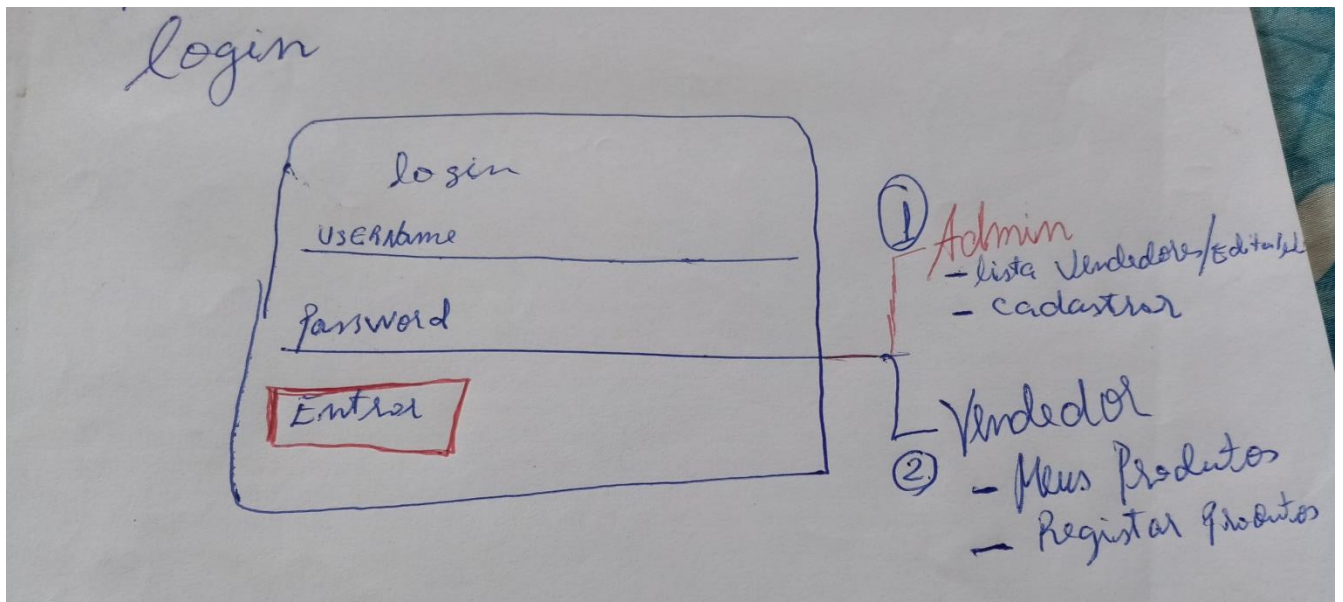 login
login
USERName
Password
Entrar
1
Admin
- lista Vendedores/
- cadastrar
Vendedor
2
- Meus Produtos
- Registar produtos